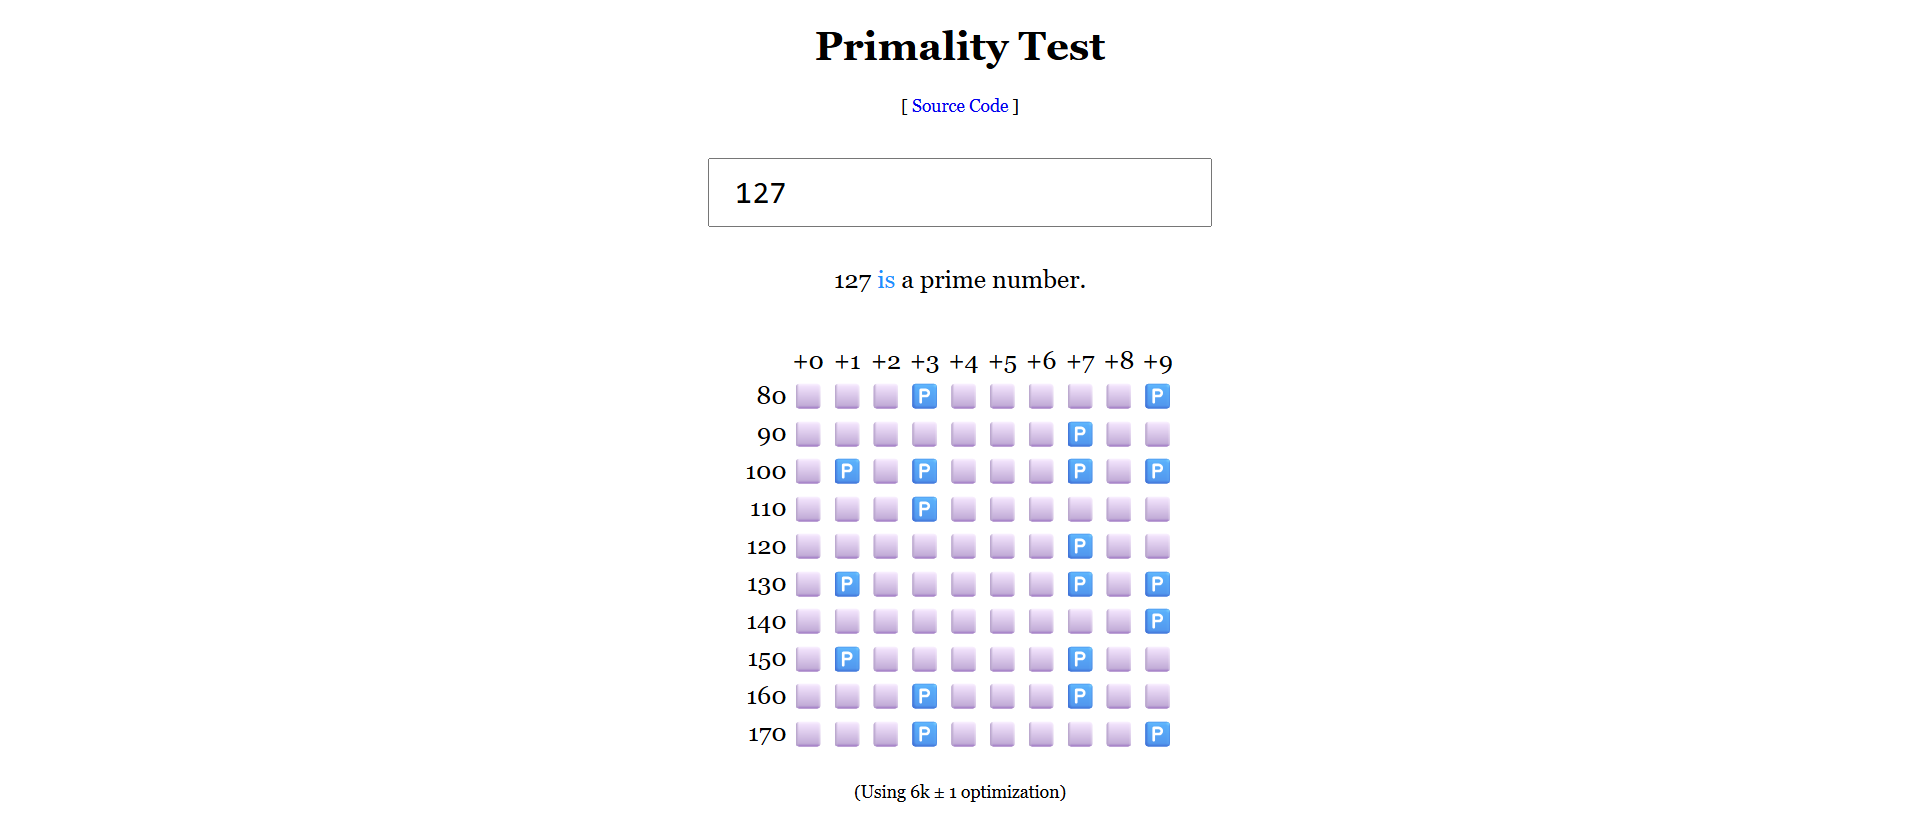 Primality Test
[ Source Code ]
127
127 is a prime number.
+0 +1 +2 +3 +4 +5 +6 +7 +8 +9
80 P P
90 P
100 P P P P
110 P
120 P
130 P P P
140 P
150 P P
160 P P
170 P P
(Using 6k ± 1 optimization)